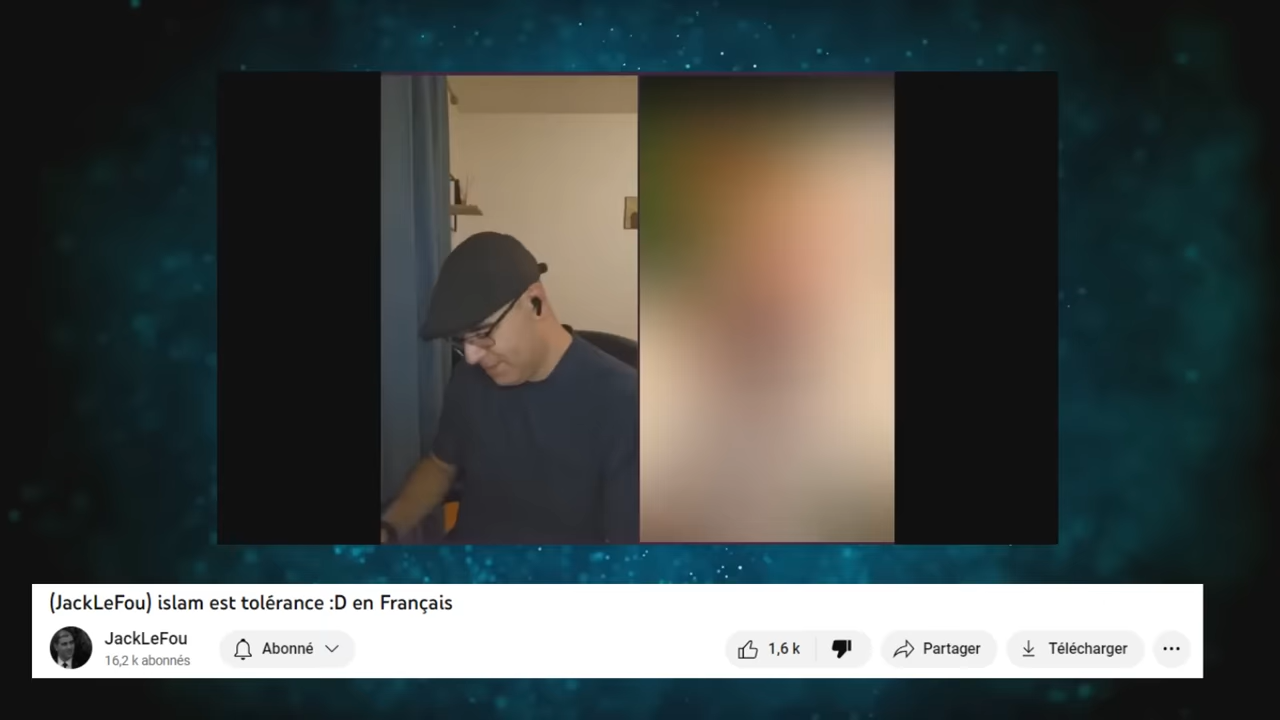 (JackLeFou) islam est tolérance :D en Français
JackLeFou
16,2 k abonnés
Abonné
1,6 k
Partager
Télécharger